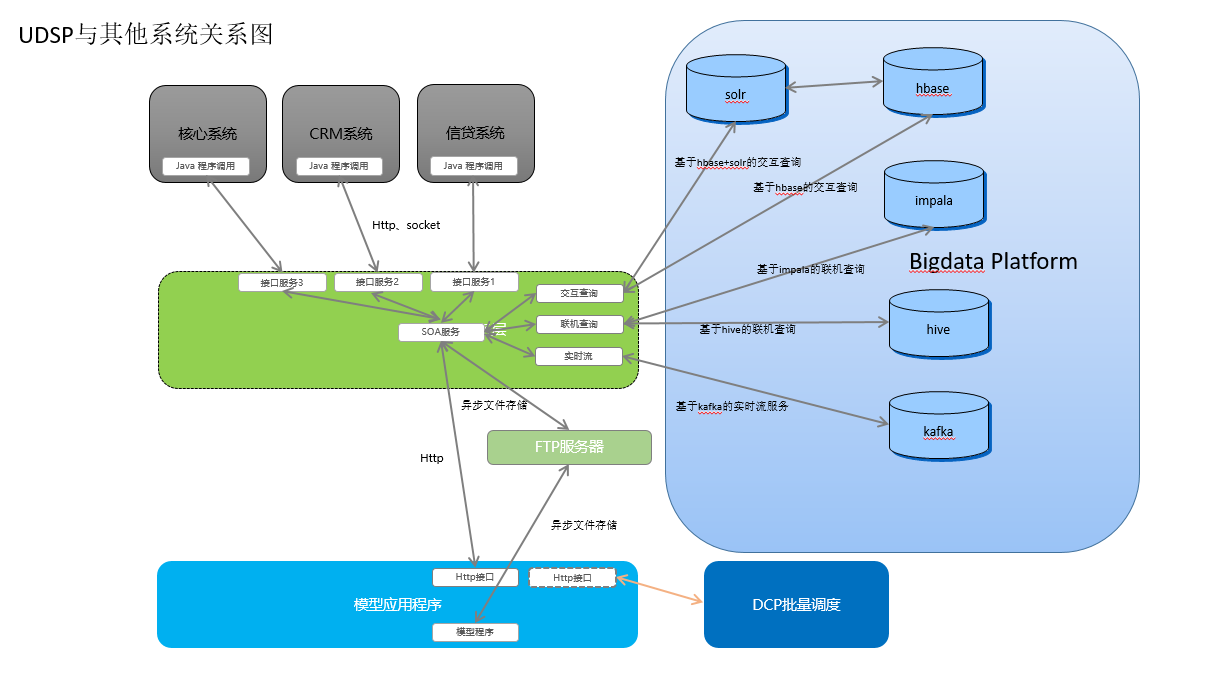 UDSP与其他系统关系图
solr
hbase
核心系统
CRM系统
信贷系统
Java 程序调用
Java 程序调用
Java 程序调用
基于hbase+solr的交互查询
基于hbase的交互查询
impala
Http、socket
Bigdata Platform
基于impala的联机查询
接口服务3
接口服务2
接口服务1
交互查询
SOA服务
层
联机查询
基于hive的联机查询
hive
实时流
异步文件存储
基于kafka的实时流服务
kafka
FTP服务器
Http
异步文件存储
Http接口
Http接口
模型应用程序
DCP批量调度
模型程序